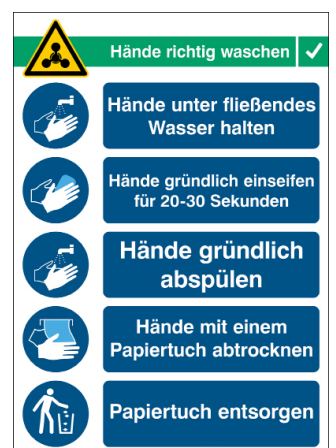 Hände richtig waschen
Hände unter fließendes
Wasser halten
Hände gründlich einseifen
für 20-30 Sekunden
Hände gründlich
abspülen
Hände mit einem
Papiertuch abtrocknen
Papiertuch entsorgen